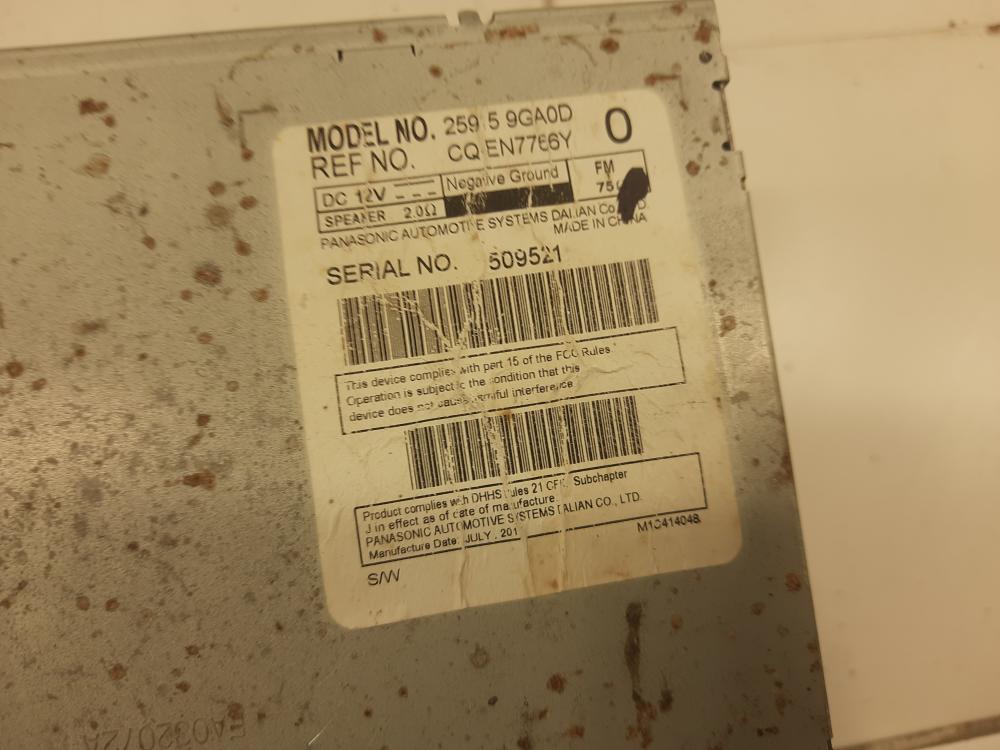 MODEL NO. 259 5 9GA0D 0
REF NO. CQ-EN7766Y
DC 12V Negative Ground FM
SPEAKER 2.0Ω 75
PANASONIC AUTOMOTIVE SYSTEMS DALIAN Co.,
MADE IN CHINA
SERIAL NO. 509521
This device complies with part 15 of the FCC Rules.
Operation is subject to the condition that this
device does not cause harmful interference
Product complies with DHHS rules 21 CFR, Subchapter
J in effect as of date of manufacture.
PANASONIC AUTOMOTIVE SYSTEMS DALIAN CO., LTD.
Manufacture Date: JULY , 201
M10414048
S/W